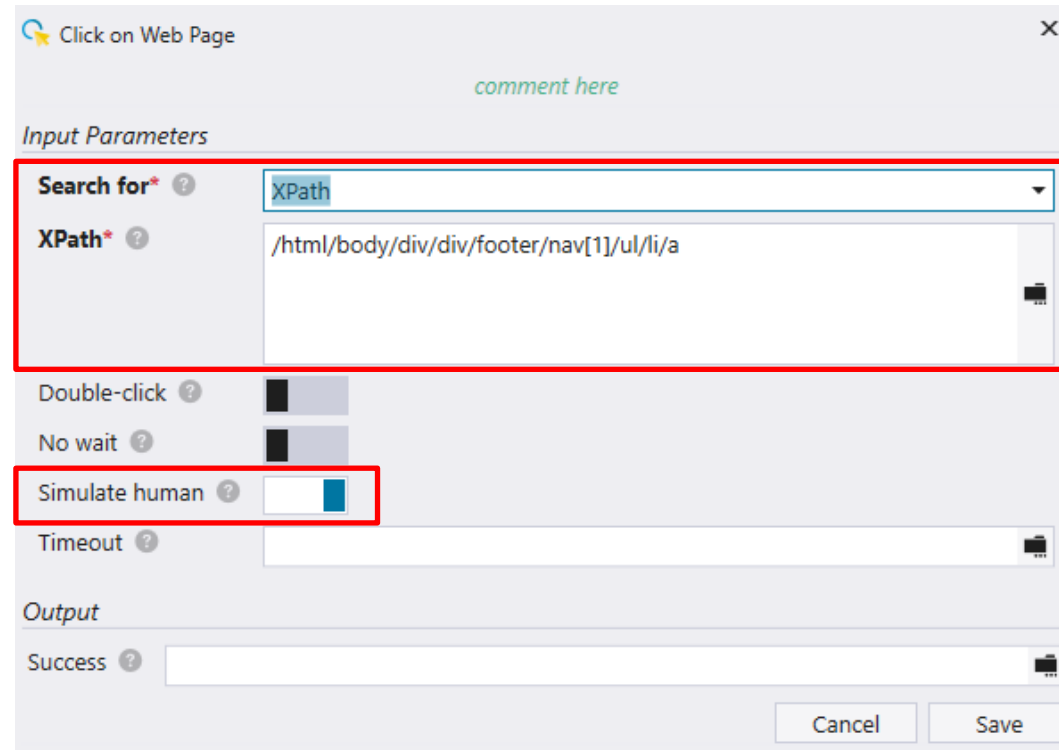 Click on Web Page
comment here
Input Parameters
Search for* ?
XPath
XPath* ?
/html/body/div/div/footer/nav[1]/ul/li/a
Double-click ?
No wait ?
Simulate human ?
Timeout ?
Output
Success ?
Cancel Save